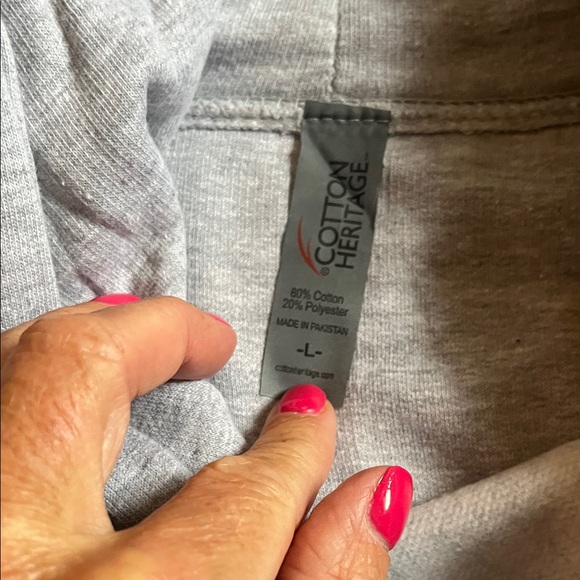 COTTON
HERITAGE
80% Cotton
20% Polyester
MADE IN PAKISTAN
-L-
cottonheritage.com